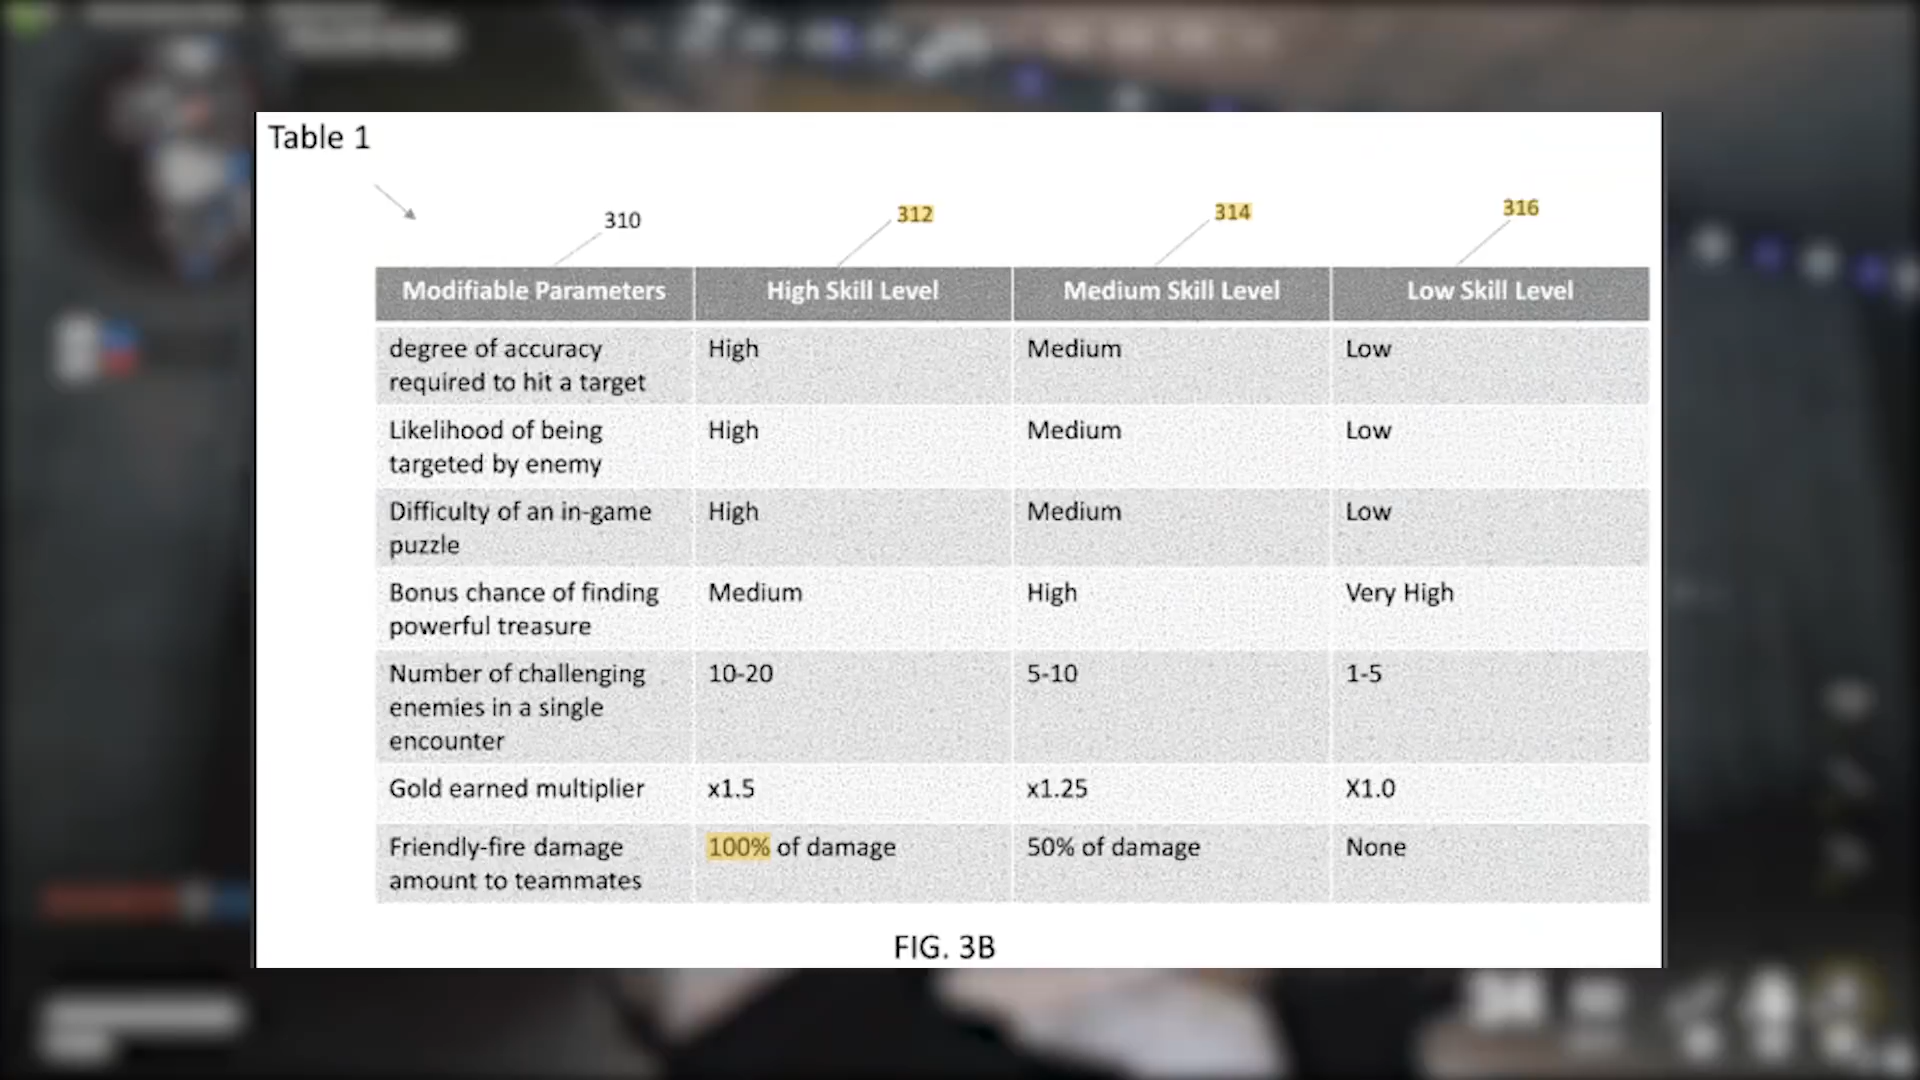 Table 1
310
312
314
316
Modifiable Parameters
High Skill Level
Medium Skill Level
Low Skill Level
degree of accuracy
required to hit a target
High
Medium
Low
Likelihood of being
targeted by enemy
High
Medium
Low
Difficulty of an in-game
puzzle
High
Medium
Low
Bonus chance of finding
powerful treasure
Medium
High
Very High
Number of challenging
enemies in a single
encounter
10-20
5-10
1-5
Gold earned multiplier
x1.5
x1.25
X1.0
Friendly-fire damage
amount to teammates
100% of damage
50% of damage
None
FIG. 3B